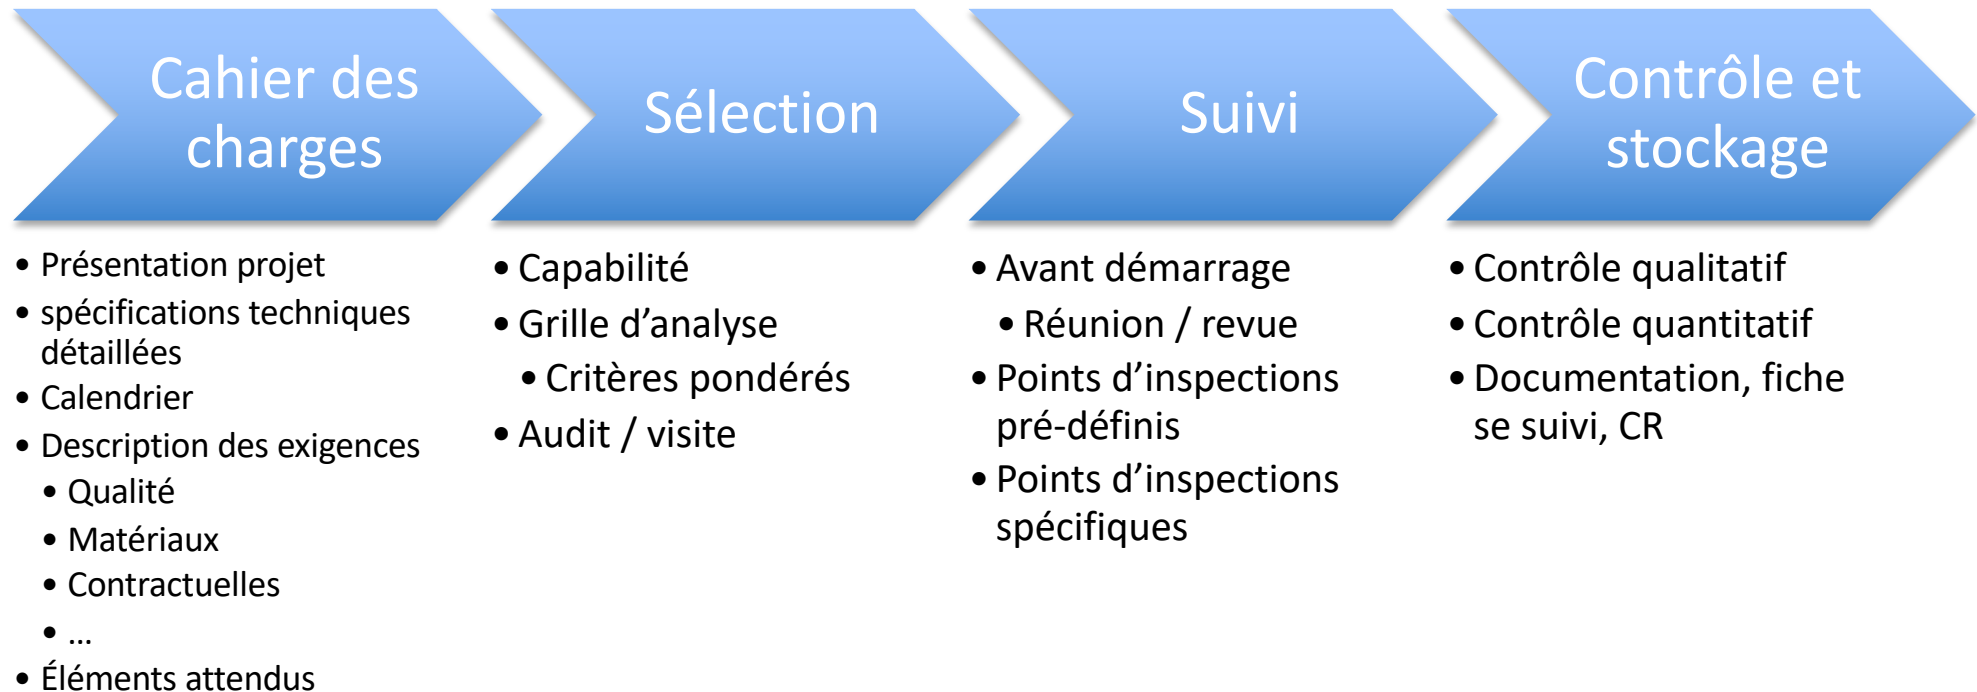 Cahier des
charges
• Présentation projet
• spécifications techniques
détaillées
• Calendrier
• Description des exigences
• Qualité
• Matériaux
• Contractuelles
• ...
• Éléments attendus
Sélection
• Capabilité
• Grille d’analyse
• Critères pondérés
• Audit / visite
Suivi
• Avant démarrage
• Réunion / revue
• Points d’inspections
pré-définis
• Points d’inspections
spécifiques
Contrôle et
stockage
• Contrôle qualitatif
• Contrôle quantitatif
• Documentation, fiche
se suivi, CR